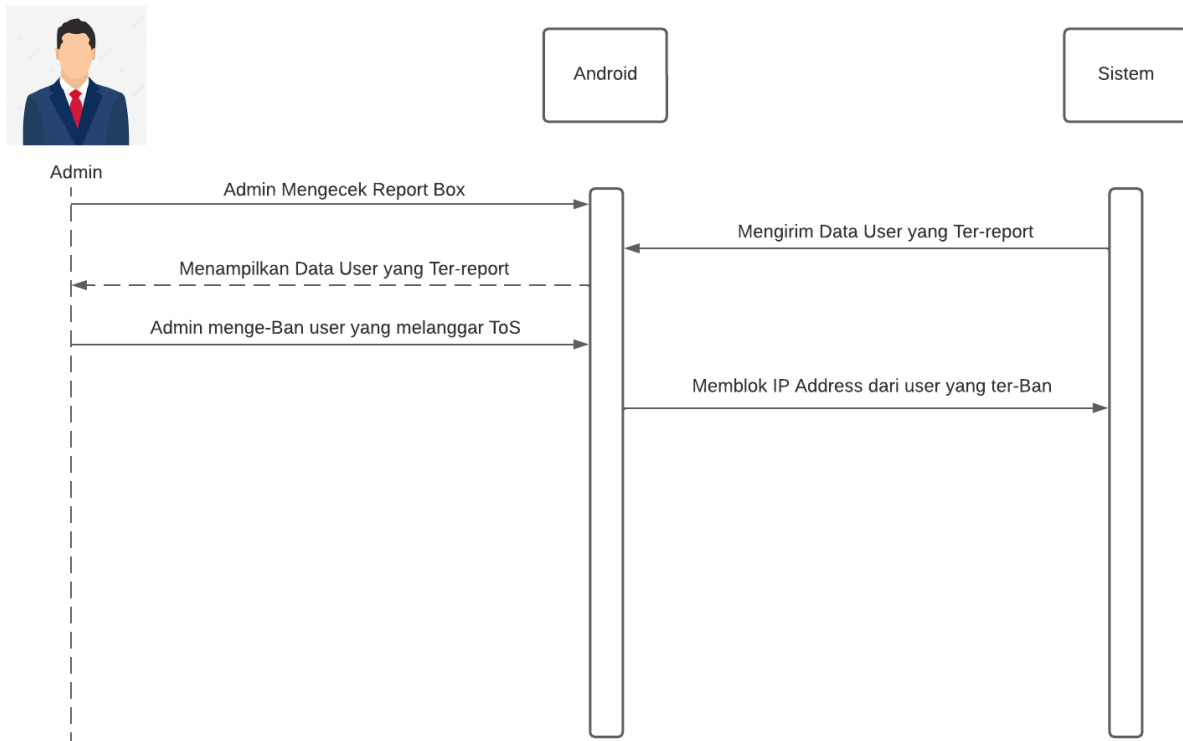 Android
Sistem
Admin
Admin Mengecek Report Box
Mengirim Data User yang Ter-report
Menampilkan Data User yang Ter-report
Admin menge-Ban user yang melanggar ToS
Memblok IP Address dari user yang ter-Ban